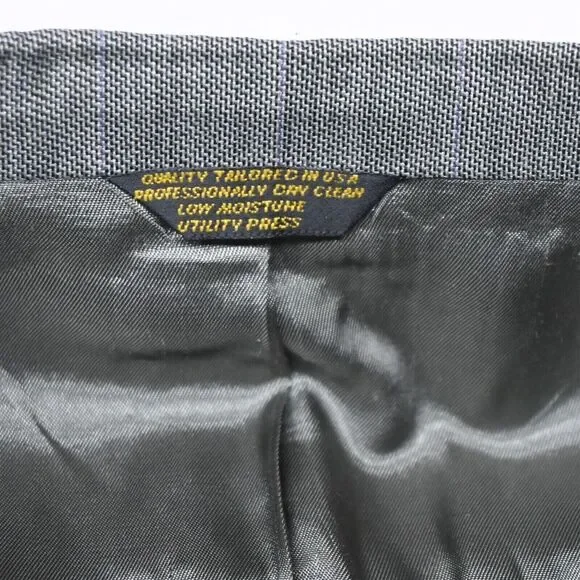 QUALITY TAILORED IN USA
PROFESSIONALLY DRY CLEAN
LOW MOISTURE
UTILITY PRESS